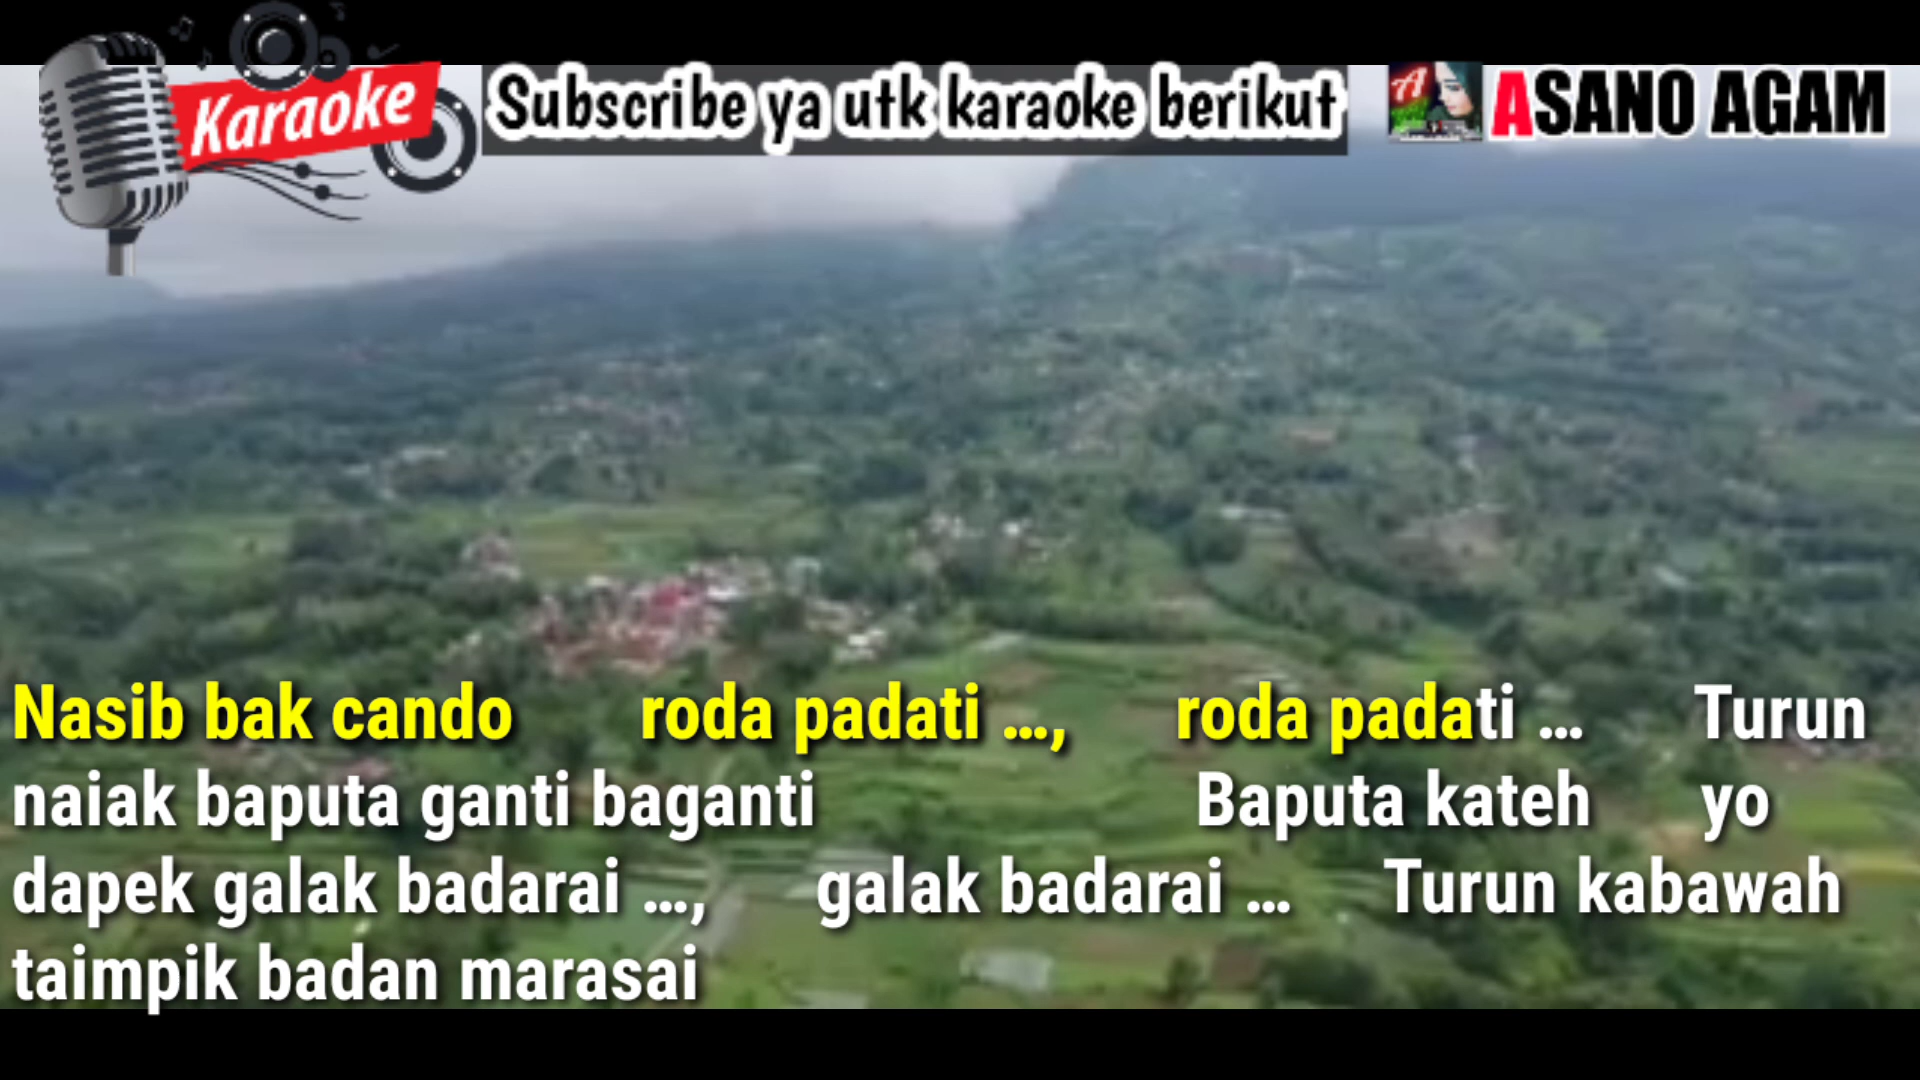 Karaoke
Subscribe ya utk karaoke berikut
A
ASANO AGAM
Nasib bak cando roda padati ..., roda padati ... Turun
naiak baputa ganti baganti Baputa kateh yo
dapek galak badarai ..., galak badarai ... Turun kabawah
taimpik badan marasai